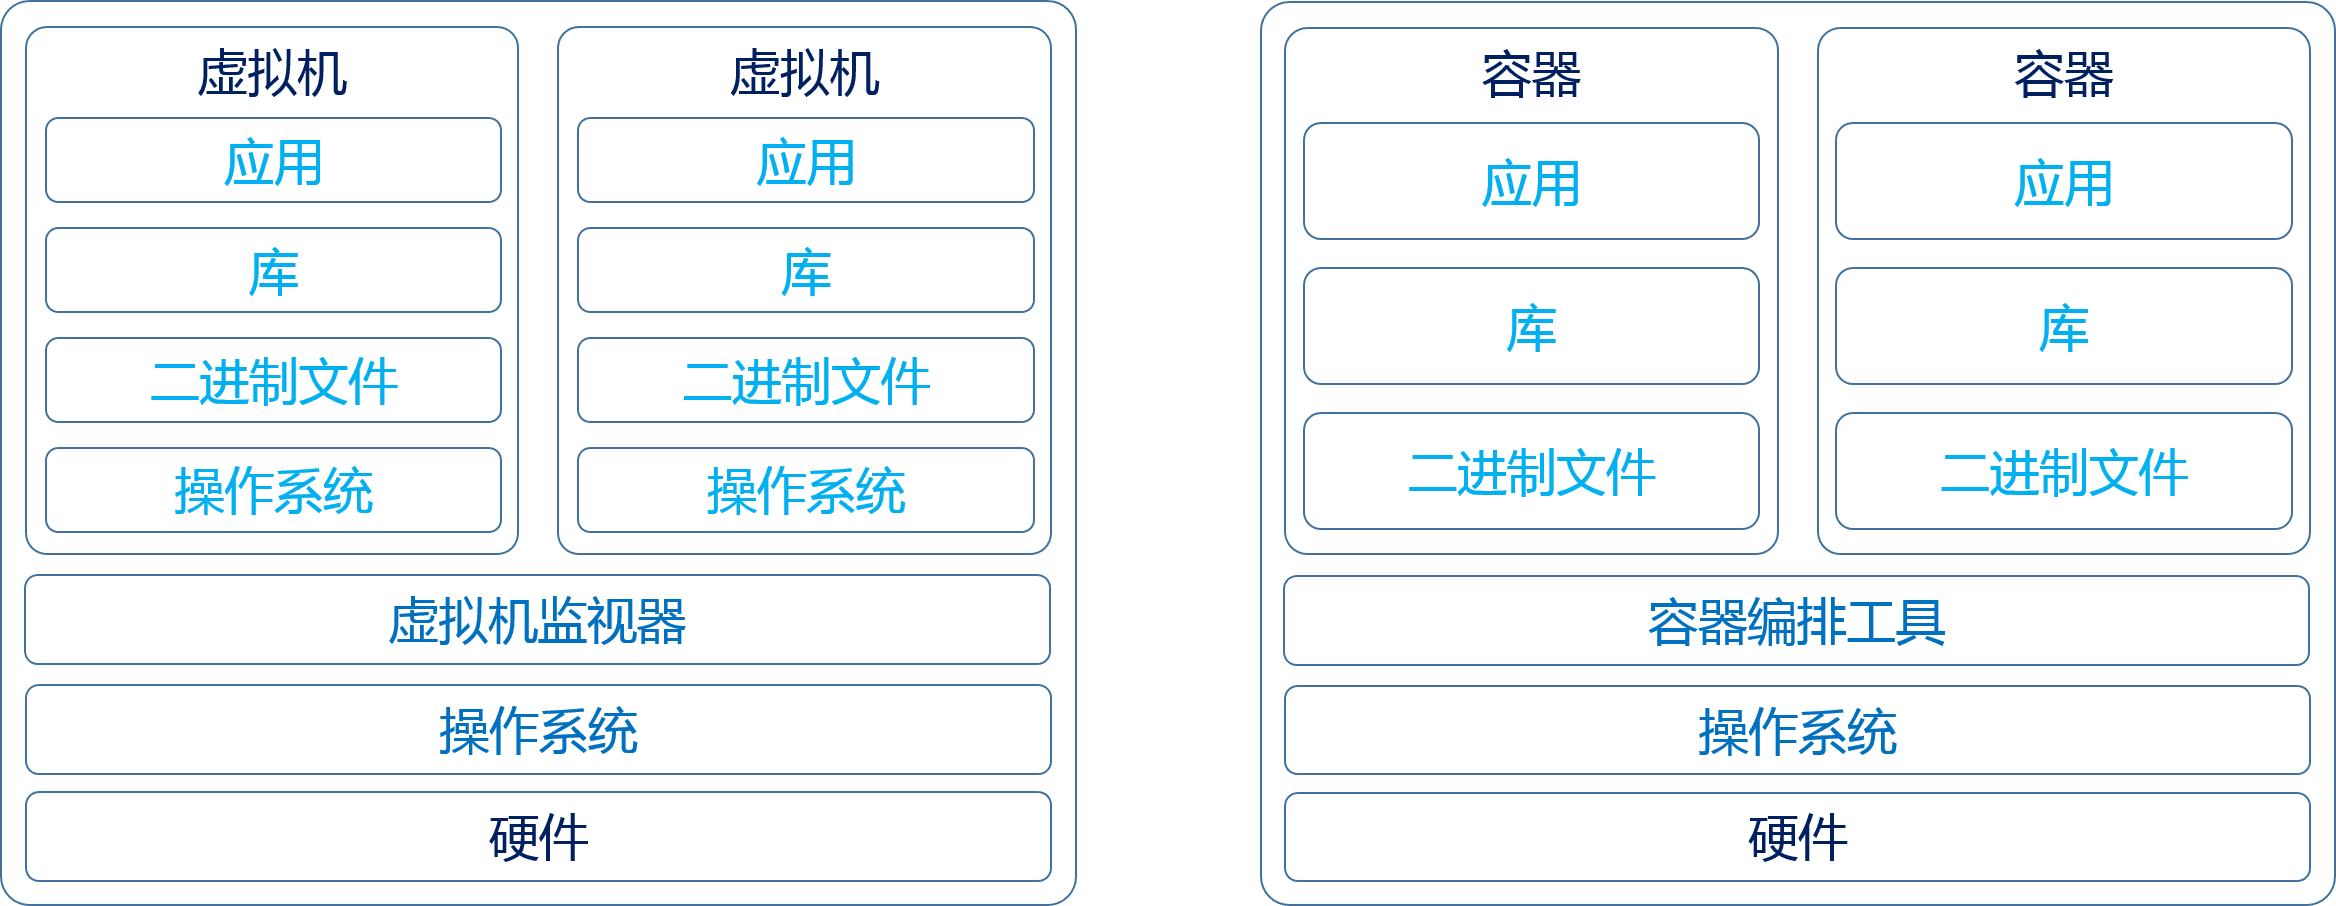 虚拟机
应用
库
二进制文件
操作系统
虚拟机
应用
库
二进制文件
操作系统
虚拟机监视器
操作系统
硬件
容器
应用
库
二进制文件
容器
应用
库
二进制文件
容器编排工具
操作系统
硬件